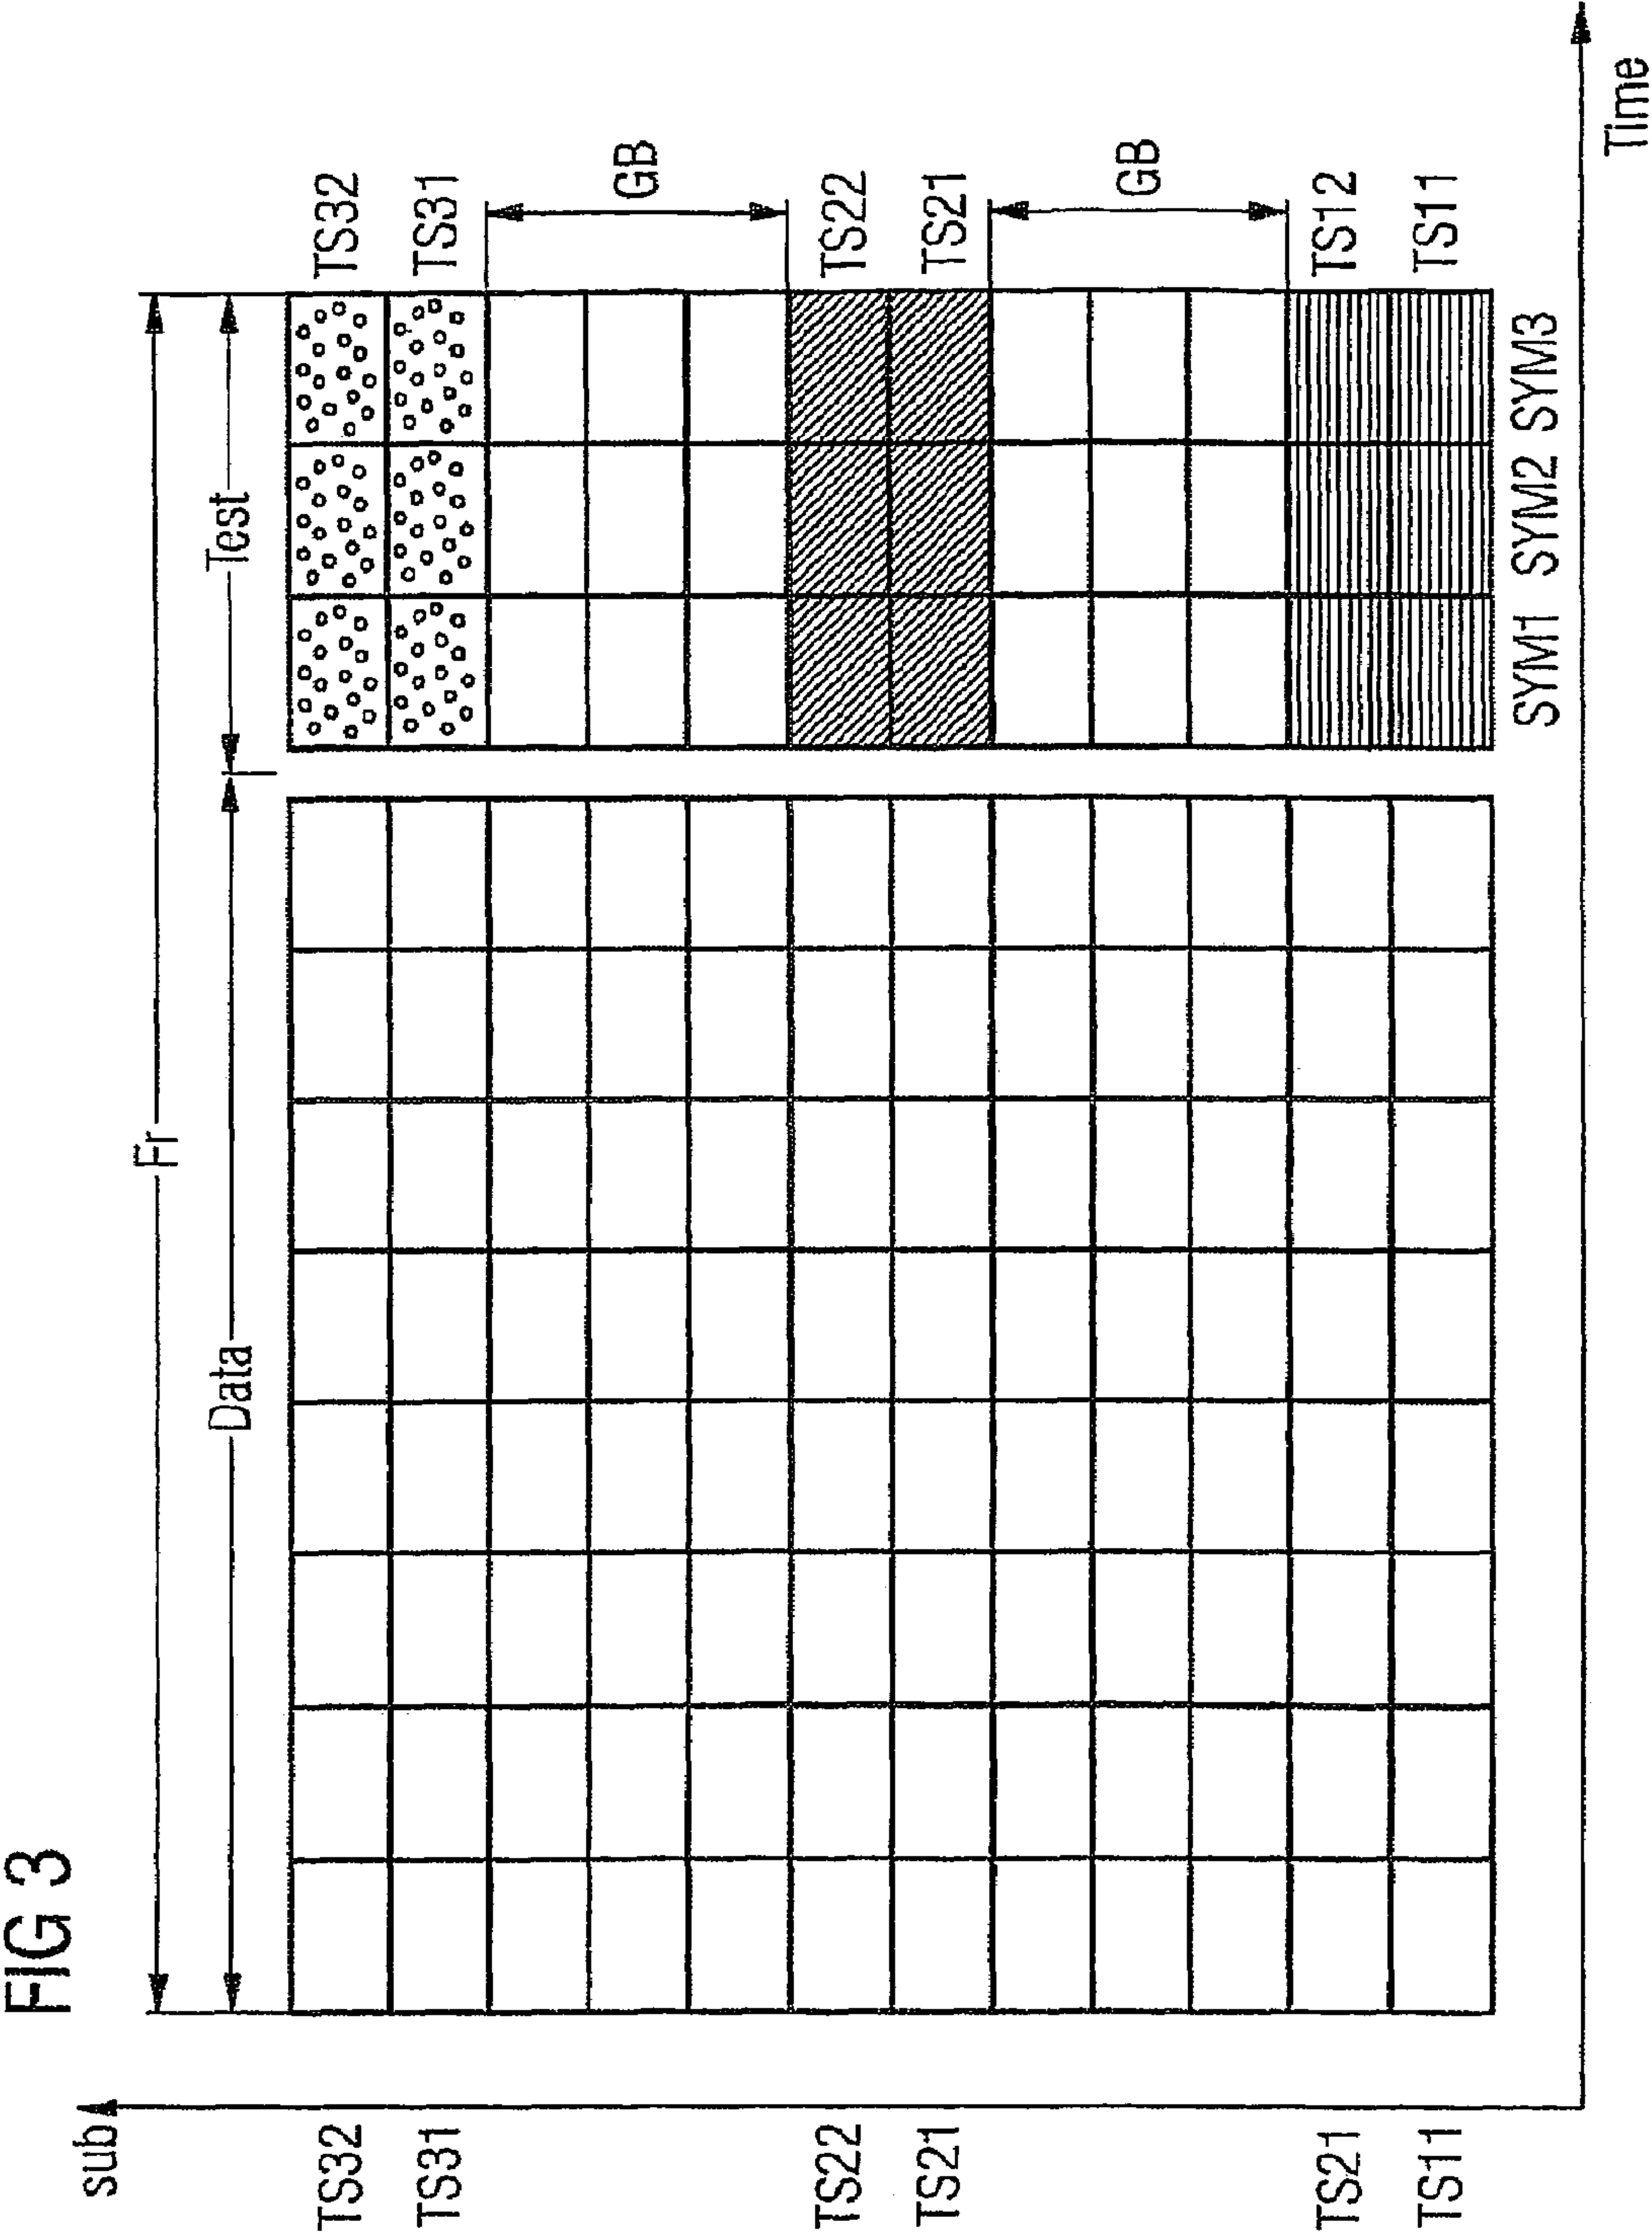 FIG 3
sub
Fr
Data
Test
TS32
TS31
TS22
TS21
TS21
TS11
TS32
TS31
GB
TS22
TS21
GB
TS12
TS11
SYM1 SYM2 SYM3
Time